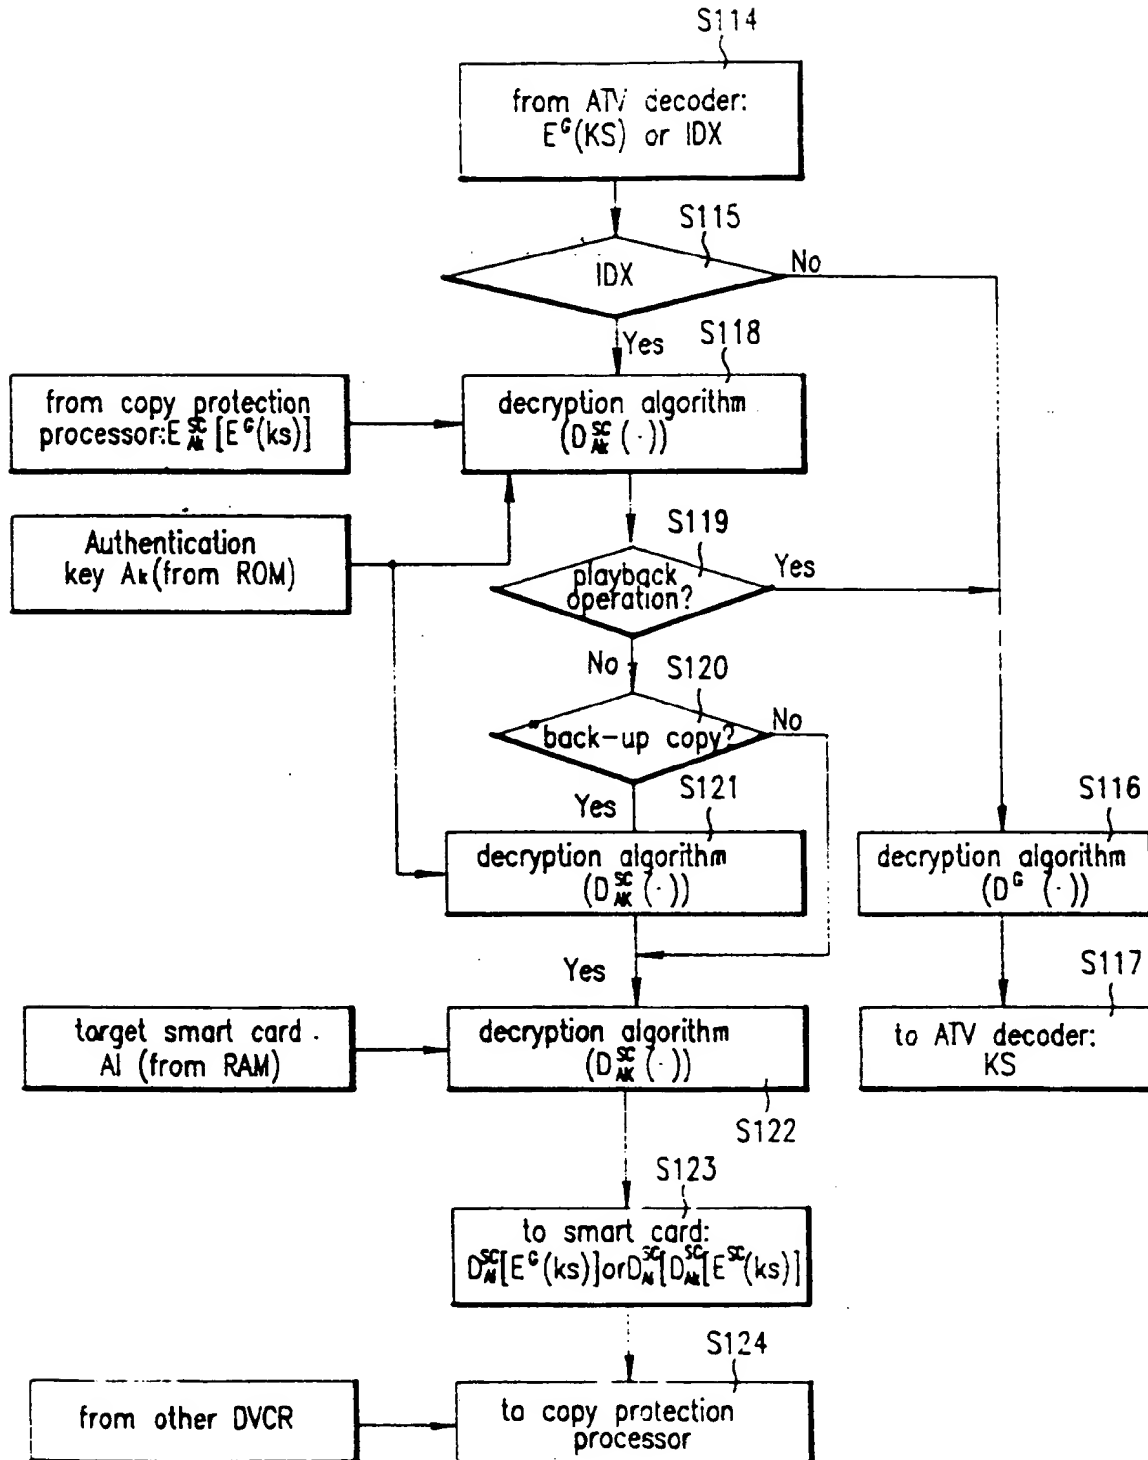 S114
from ATV decoder:
E^G(KS) or IDX
S115
IDX
No
Yes
S118
from copy protection
processor:E^SC_Ak[E^G(ks)]
decryption algorithm
(D^SC_Ak(·))
Authentication
key Ak(from ROM)
S119
playback
operation?
Yes
No
S120
back-up copy?
No
Yes
S121
decryption algorithm
(D^SC_AK(·))
S116
decryption algorithm
(D^G (·))
Yes
S117
target smart card
AI (from RAM)
decryption algorithm
(D^SC_AK(·))
to ATV decoder:
KS
S122
S123
to smart card:
D^SC_AI[E^G(ks)]orD^SC_AI[D^SC_Ak[E^SC(ks)]
S124
from other DVCR
to copy protection
processor